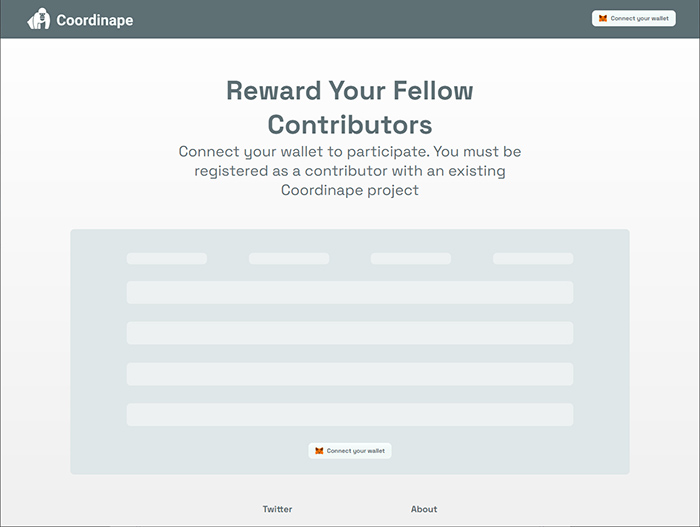 Coordinape
Connect your wallet
Reward Your Fellow
Contributors
Connect your wallet to participate. You must be
registered as a contributor with an existing
Coordinape project
Connect your wallet
Twitter
About